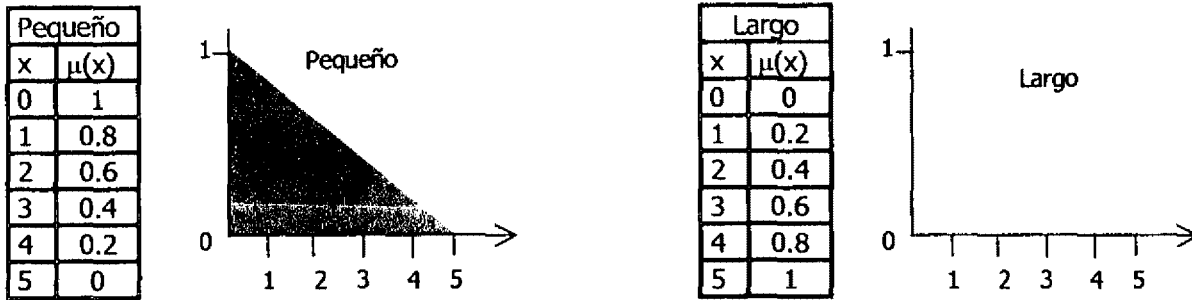 Pequeño
x μ(x)
0 1
1 0.8
2 0.6
3 0.4
4 0.2
5 0
1
Pequeño
0
1 2 3 4 5
Largo
x μ(x)
0 0
1 0.2
2 0.4
3 0.6
4 0.8
5 1
1
Largo
0
1 2 3 4 5